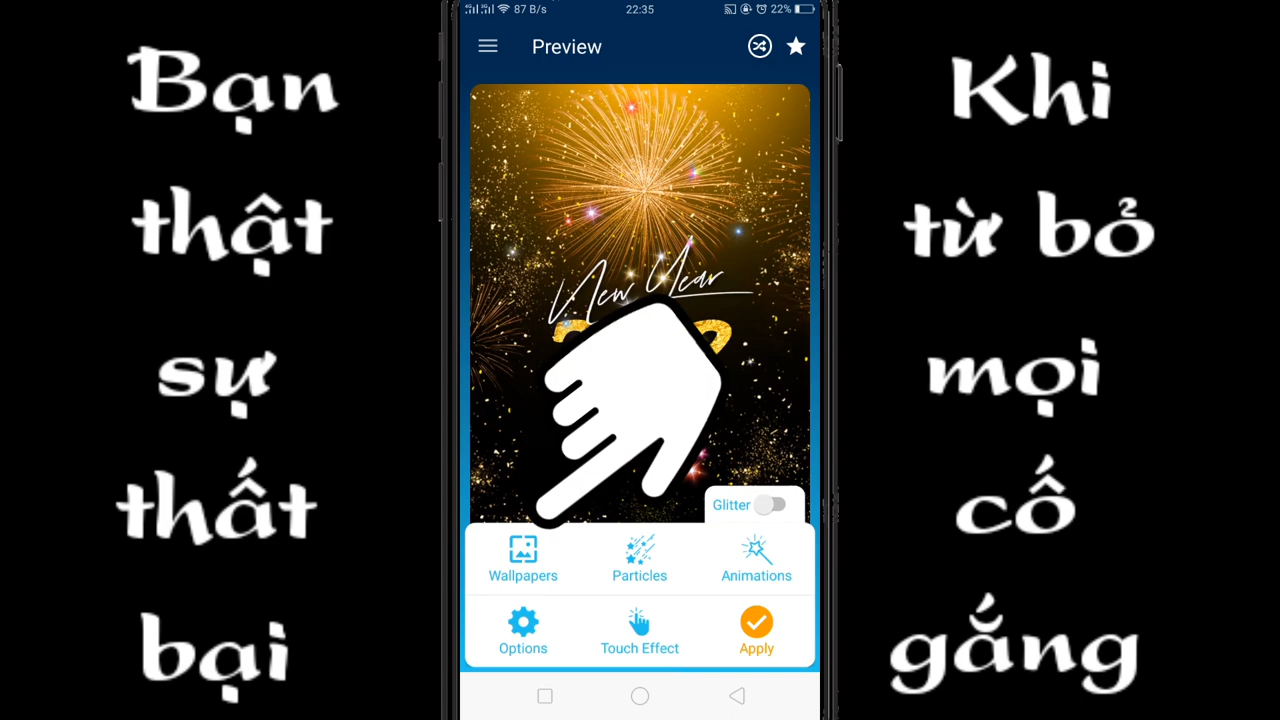 Bạn
thật
sự
thất
bại
87 B/s
22:35
22%
Preview
New Year
Glitter
Wallpapers
Particles
Animations
Options
Touch Effect
Apply
Khi
từ bỏ
mọi
cố
gắng